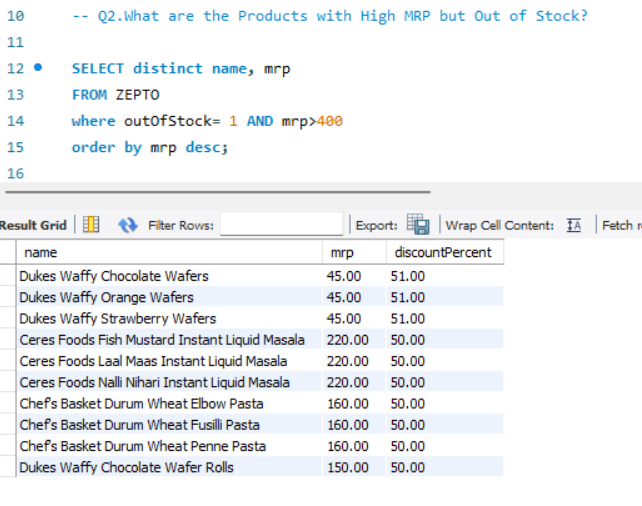 10 -- Q2.What are the Products with High MRP but Out of Stock?
11
12 SELECT distinct name, mrp
13 FROM ZEPTO
14 where outOfStock= 1 AND mrp>400
15 order by mrp desc;
16
Result Grid Filter Rows: Export: Wrap Cell Content: Fetch r
name mrp discountPercent
Dukes Waffy Chocolate Wafers 45.00 51.00
Dukes Waffy Orange Wafers 45.00 51.00
Dukes Waffy Strawberry Wafers 45.00 51.00
Ceres Foods Fish Mustard Instant Liquid Masala 220.00 50.00
Ceres Foods Laal Maas Instant Liquid Masala 220.00 50.00
Ceres Foods Nalli Nihari Instant Liquid Masala 220.00 50.00
Chef's Basket Durum Wheat Elbow Pasta 160.00 50.00
Chef's Basket Durum Wheat Fusilli Pasta 160.00 50.00
Chef's Basket Durum Wheat Penne Pasta 160.00 50.00
Dukes Waffy Chocolate Wafer Rolls 150.00 50.00